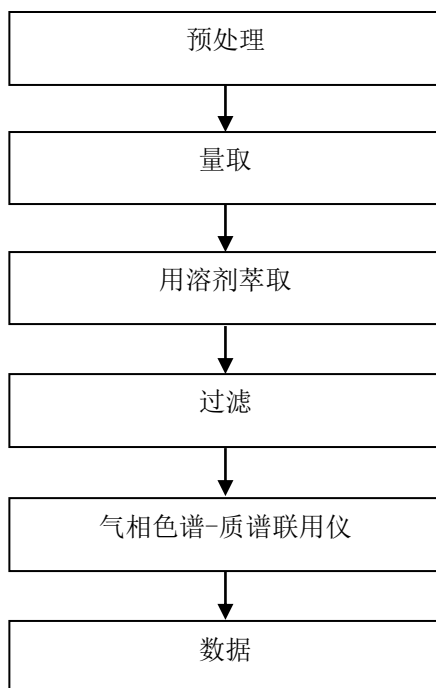 预处理
量取
用溶剂萃取
过滤
气相色谱-质谱联用仪
数据